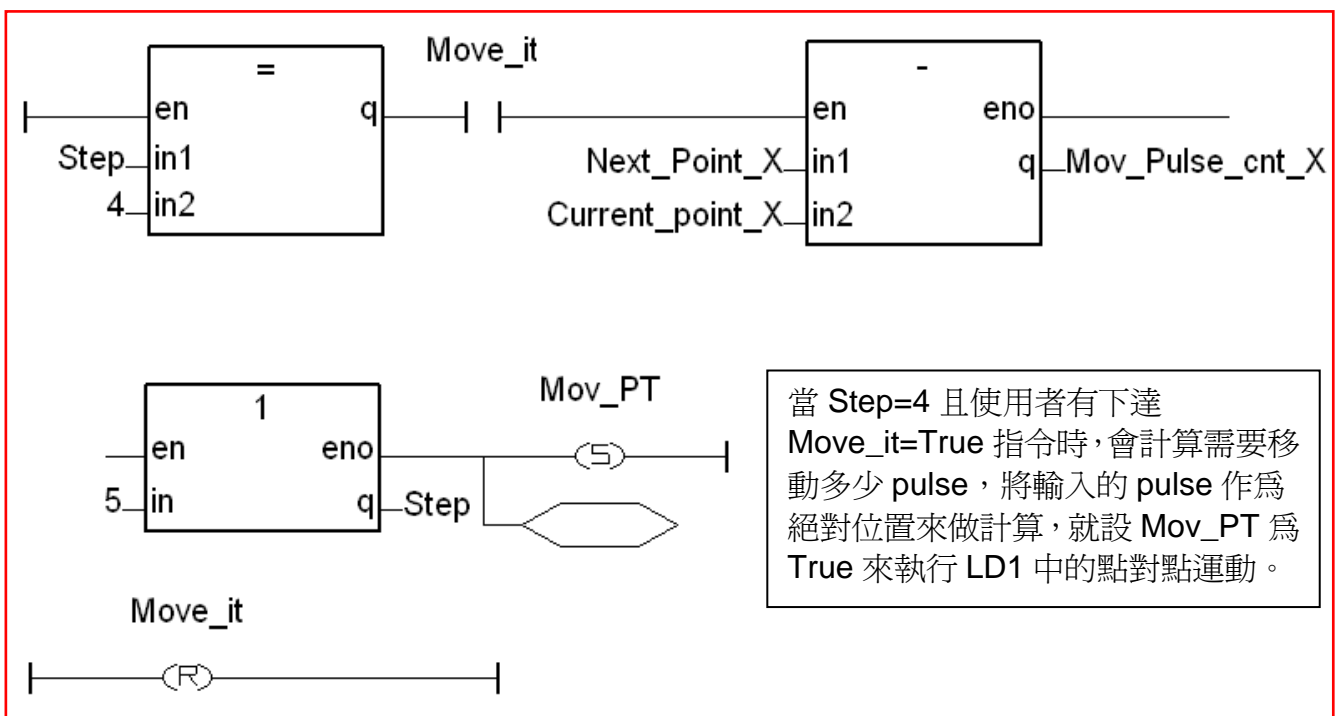 Move_it
=
-
en q
en eno
Step in1
Next_Point_X in1
q Mov_Pulse_cnt_X
4 in2
Current_point_X in2
1
Mov_PT
en eno
S
5 in
q Step
當 Step=4 且使用者有下達
Move_it=True 指令時，會計算需要移
動多少 pulse，將輸入的 pulse 作爲
絕對位置來做計算，就設 Mov_PT 爲
True 來執行 LD1 中的點對點運動。
Move_it
R